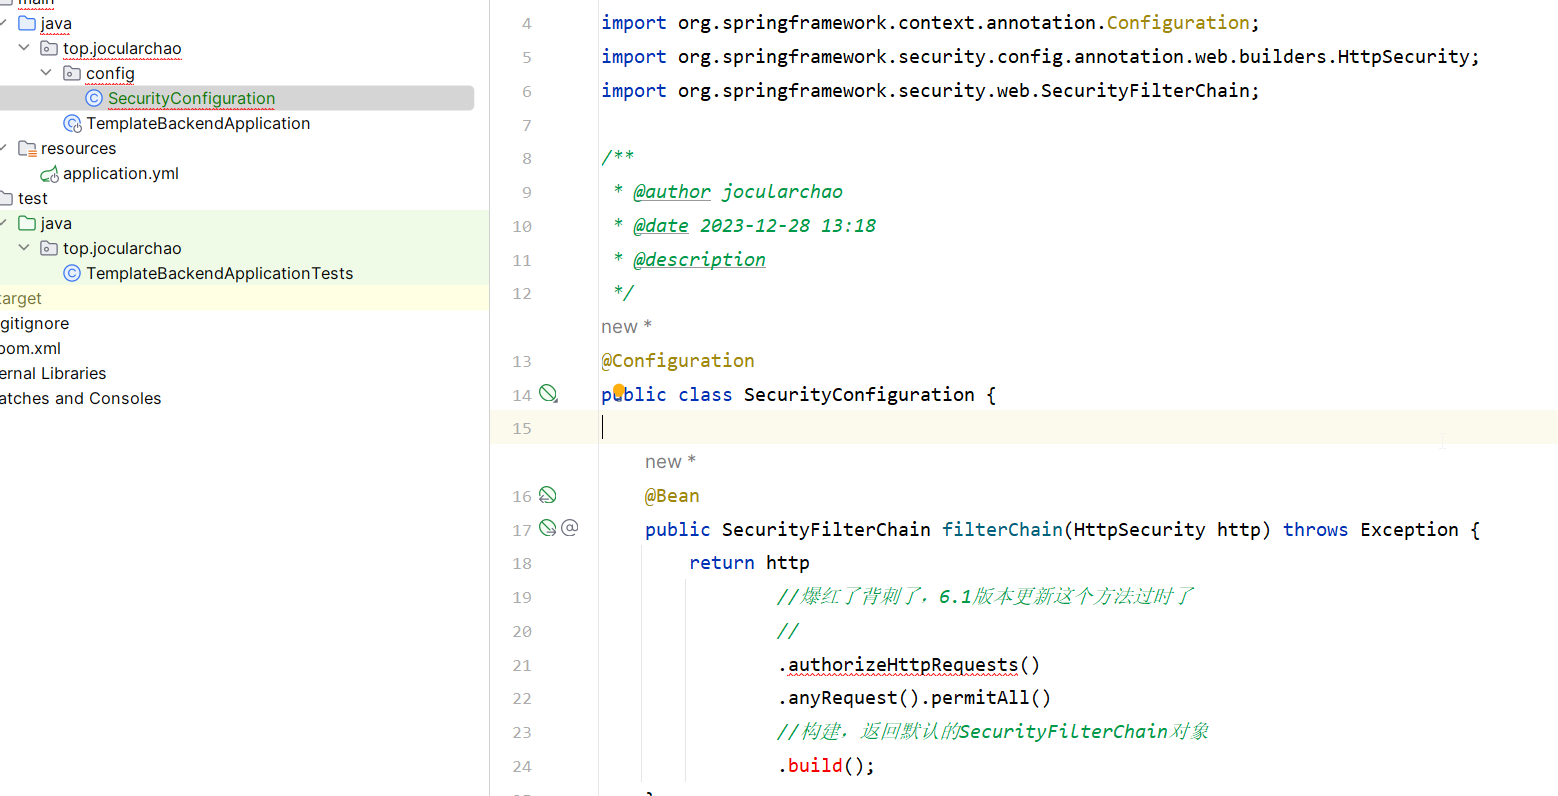 main
java
top.jocularchao
config
SecurityConfiguration
TemplateBackendApplication
resources
application.yml
test
java
top.jocularchao
TemplateBackendApplicationTests
target
gitignore
pom.xml
ernal Libraries
atches and Consoles
4 import org.springframework.context.annotation.Configuration;
5 import org.springframework.security.config.annotation.web.builders.HttpSecurity;
6 import org.springframework.security.web.SecurityFilterChain;
7
8 /**
9 * @author jocularchao
10 * @date 2023-12-28 13:18
11 * @description
12 */
new *
13 @Configuration
14 public class SecurityConfiguration {
15
new *
16 @Bean
17 public SecurityFilterChain filterChain(HttpSecurity http) throws Exception {
18 return http
19 //爆红了背刺了，6.1版本更新这个方法过时了
20 //
21 .authorizeHttpRequests()
22 .anyRequest().permitAll()
23 //构建，返回默认的SecurityFilterChain对象
24 .build();